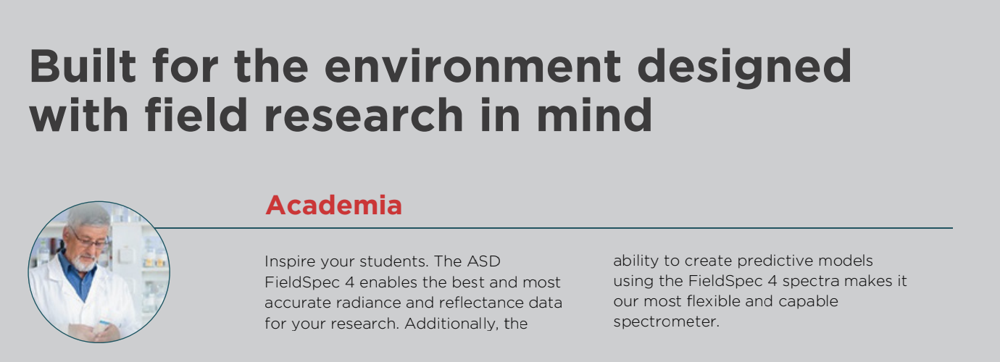 Built for the environment designed
with field research in mind
Academia
Inspire your students. The ASD
FieldSpec 4 enables the best and most
accurate radiance and reflectance data
for your research. Additionally, the
ability to create predictive models
using the FieldSpec 4 spectra makes it
our most flexible and capable
spectrometer.